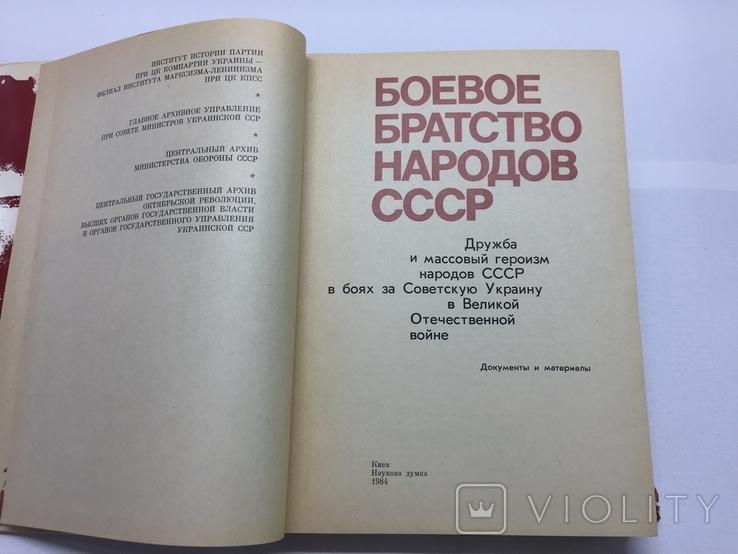 ИНСТИТУТ ИСТОРИИ ПАРТИИ
ПРИ ЦК КОМПАРТИИ УКРАИНЫ —
ФИЛИАЛ ИНСТИТУТА МАРКСИЗМА-ЛЕНИНИЗМА
ПРИ ЦК КПСС
*
ГЛАВНОЕ АРХИВНОЕ УПРАВЛЕНИЕ
ПРИ СОВЕТЕ МИНИСТРОВ УКРАИНСКОЙ ССР
*
ЦЕНТРАЛЬНЫЙ АРХИВ
МИНИСТЕРСТВА ОБОРОНЫ СССР
*
ЦЕНТРАЛЬНЫЙ ГОСУДАРСТВЕННЫЙ АРХИВ
ОКТЯБРЬСКОЙ РЕВОЛЮЦИИ,
ВЫСШИХ ОРГАНОВ ГОСУДАРСТВЕННОЙ ВЛАСТИ
И ОРГАНОВ ГОСУДАРСТВЕННОГО УПРАВЛЕНИЯ
УКРАИНСКОЙ ССР
БОЕВОЕ
БРАТСТВО
НАРОДОВ
СССР
Дружба
и массовый героизм
народов СССР
в боях за Советскую Украину
в Великой
Отечественной
войне
Документы и материалы
Киев
Наукова думка
1984
VIOLITY